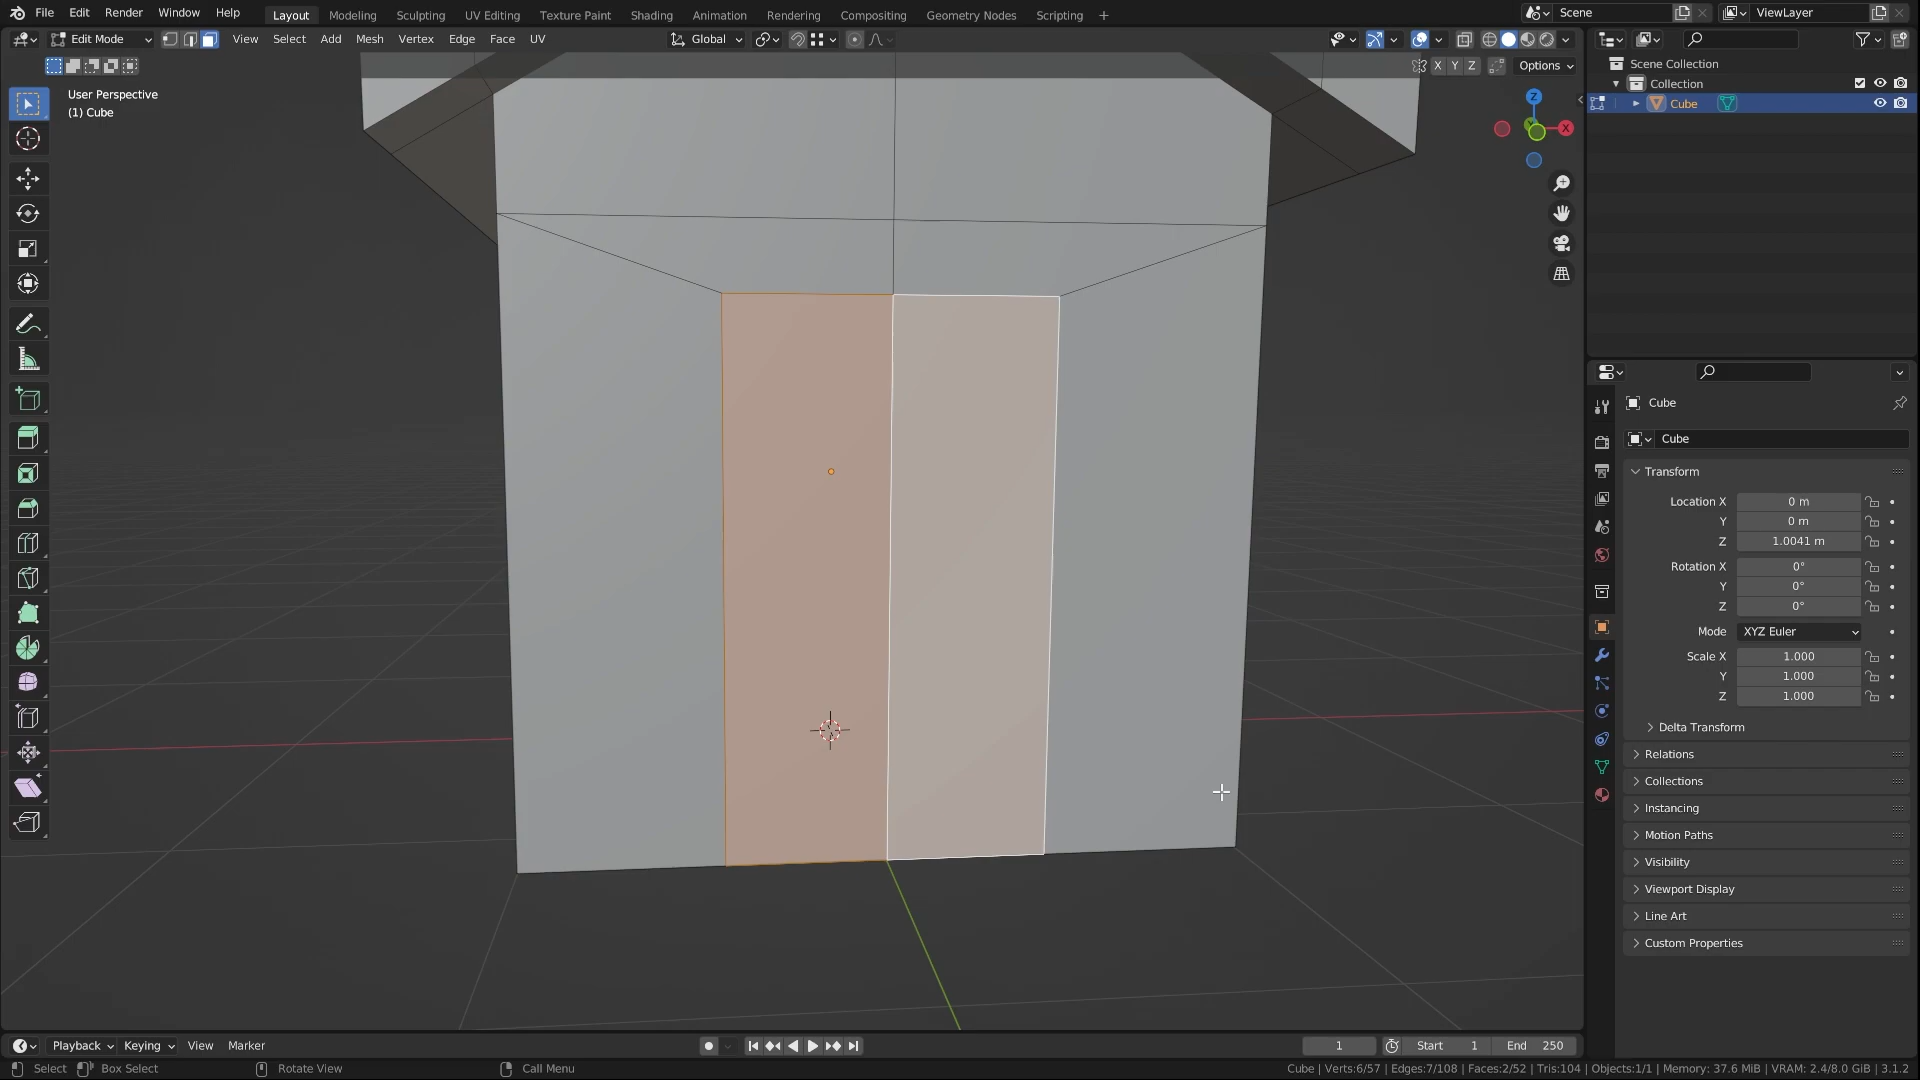 File Edit Render Window Help Layout Modeling Sculpting UV Editing Texture Paint Shading Animation Rendering Compositing Geometry Nodes Scripting + Scene ViewLayer
Edit Mode View Select Add Mesh Vertex Edge Face UV Global
X Y Z Options
User Perspective
(1) Cube
Z
X
Scene Collection
Collection
Cube
Cube
Cube
Transform
Location X 0 m
Y 0 m
Z 1.0041 m
Rotation X 0°
Y 0°
Z 0°
Mode XYZ Euler
Scale X 1.000
Y 1.000
Z 1.000
Delta Transform
Relations
Collections
Instancing
Motion Paths
Visibility
Viewport Display
Line Art
Custom Properties
Playback Keying View Marker 1 Start 1 End 250
Select Box Select Rotate View Call Menu Cube | Verts:6/57 | Edges:7/108 | Faces:2/52 | Tris:104 | Objects:1/1 | Memory: 37.6 MiB | VRAM: 2.4/8.0 GiB | 3.1.2